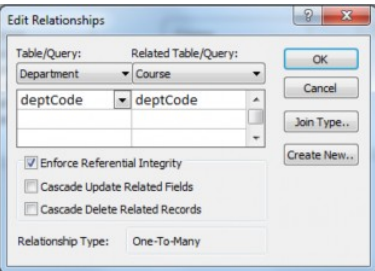 Edit Relationships
Table/Query: Related Table/Query:
OK
Department Course
Cancel
deptCode deptCode
Join Type..
Create New..
Enforce Referential Integrity
Cascade Update Related Fields
Cascade Delete Related Records
Relationship Type: One-To-Many